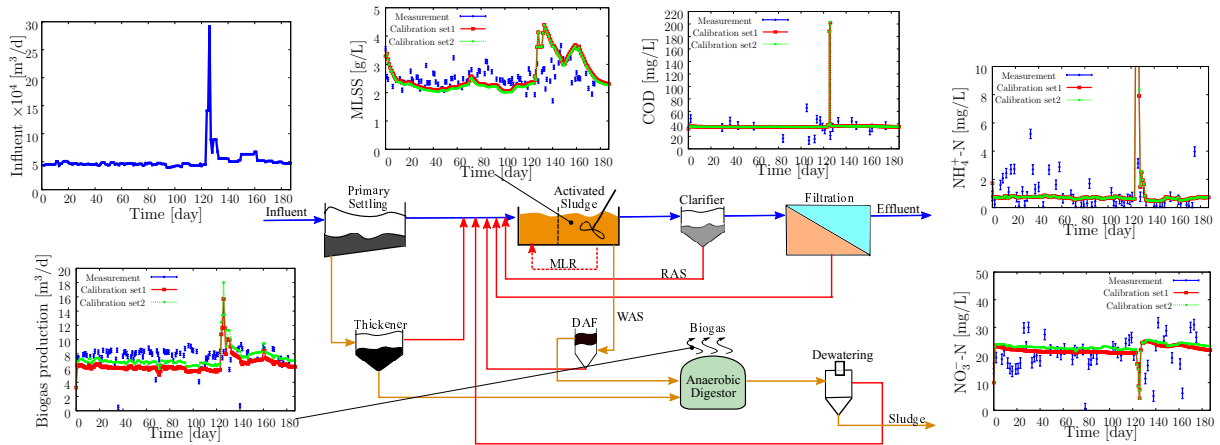 Influent ×10⁴ [m³/d]
30
25
20
15
10
5
0
0 20 40 60 80 100 120 140 160 180
Time [day]
MLSS [g/L]
5
4
3
2
1
0
Measurement
Calibration set1
Calibration set2
0 20 40 60 80 100 120 140 160 180
Time [day]
COD [mg/L]
220
200
180
160
140
120
100
80
60
40
20
0
Measurement
Calibration set1
Calibration set2
0 20 40 60 80 100 120 140 160 180
Time [day]
NH₄⁺-N [mg/L]
10
8
6
4
2
0
Measurement
Calibration set1
Calibration set2
0 20 40 60 80 100 120 140 160 180
Time [day]
Influent
Primary
Settling
Activated
Sludge
MLR
Clarifier
Filtration
Effluent
RAS
WAS
Thickener
DAF
Biogas
Anaerobic
Digestor
Dewatering
Sludge
Biogas production [m³/d]
18
16
14
12
10
8
6
4
2
0
Measurement
Calibration set1
Calibration set2
0 20 40 60 80 100 120 140 160 180
Time [day]
NO₃⁻-N [mg/L]
50
40
30
20
10
0
Measurement
Calibration set1
Calibration set2
0 20 40 60 80 100 120 140 160 180
Time [day]